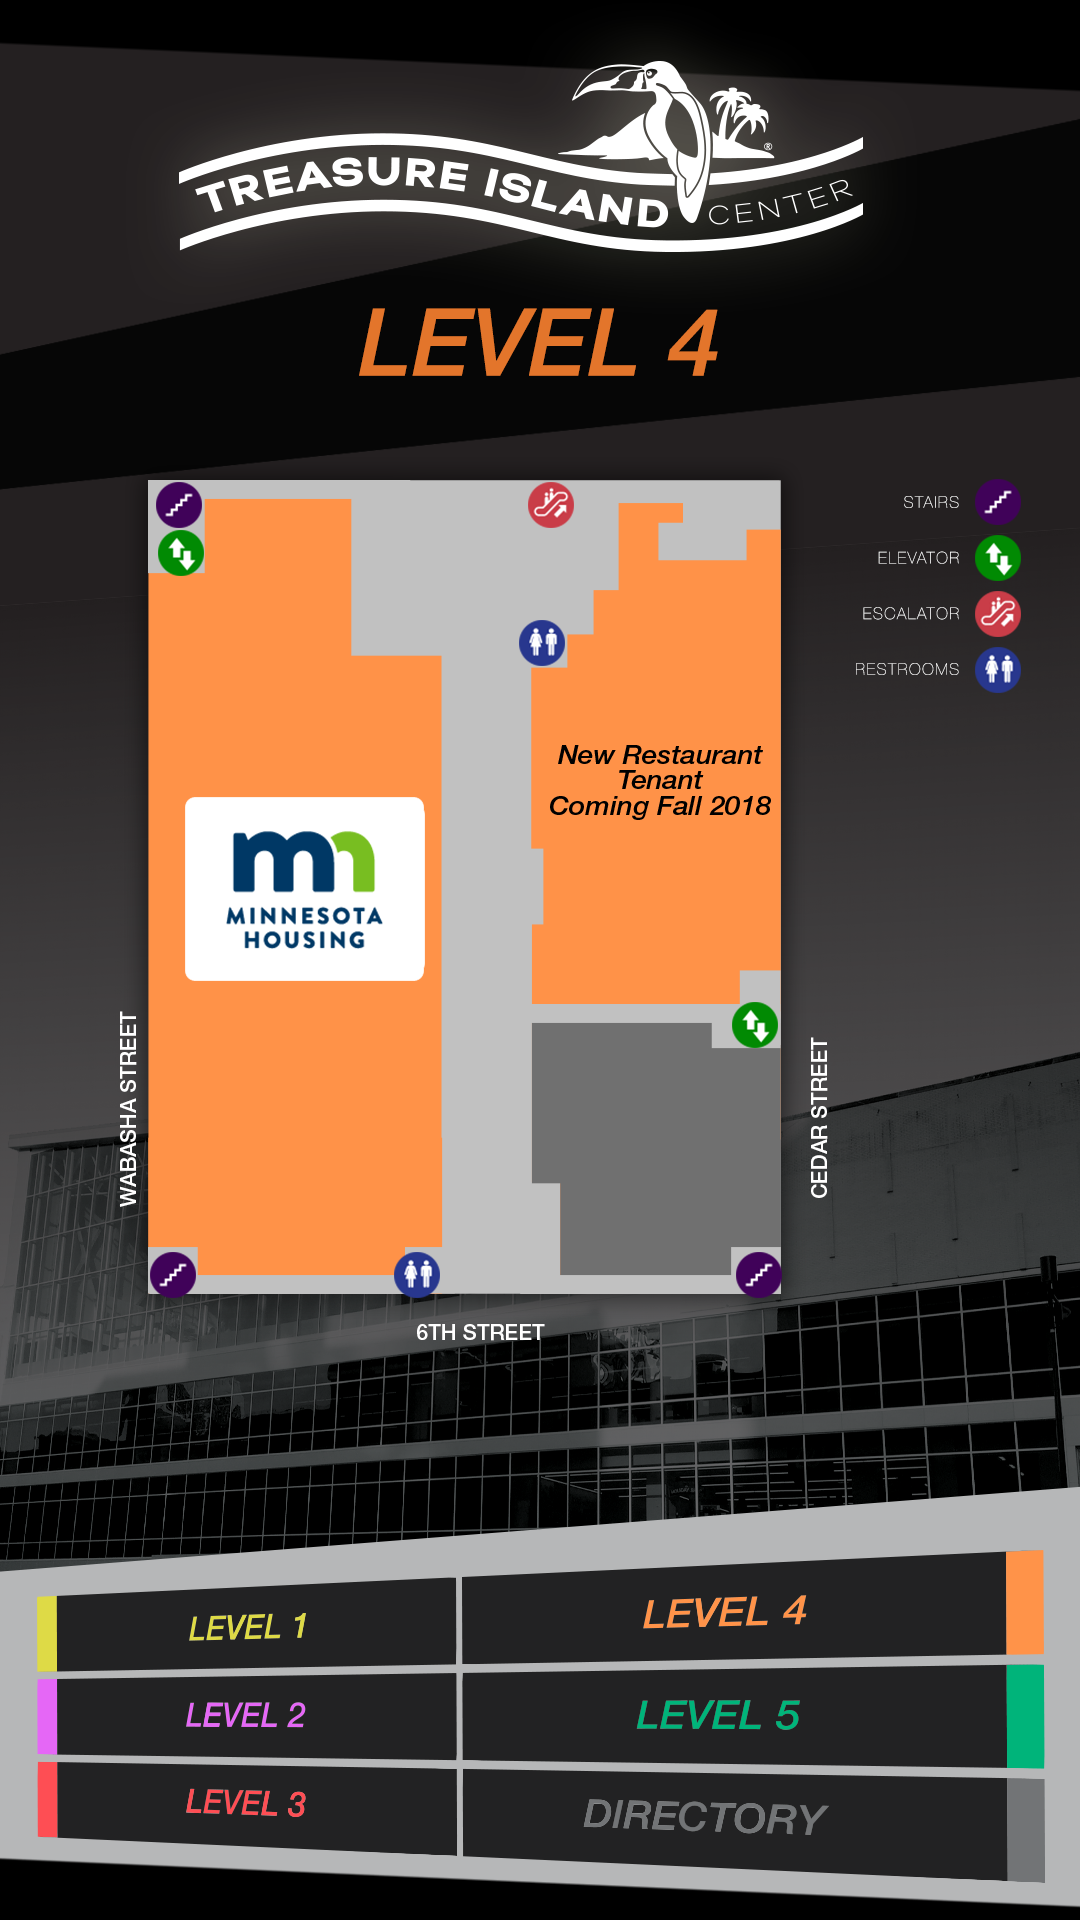 TREASURE ISLAND CENTER
®
LEVEL 4
STAIRS
ELEVATOR
ESCALATOR
RESTROOMS
New Restaurant
Tenant
Coming Fall 2018
mn
MINNESOTA
HOUSING
WABASHA STREET
CEDAR STREET
6TH STREET
LEVEL 1
LEVEL 4
LEVEL 2
LEVEL 5
LEVEL 3
DIRECTORY